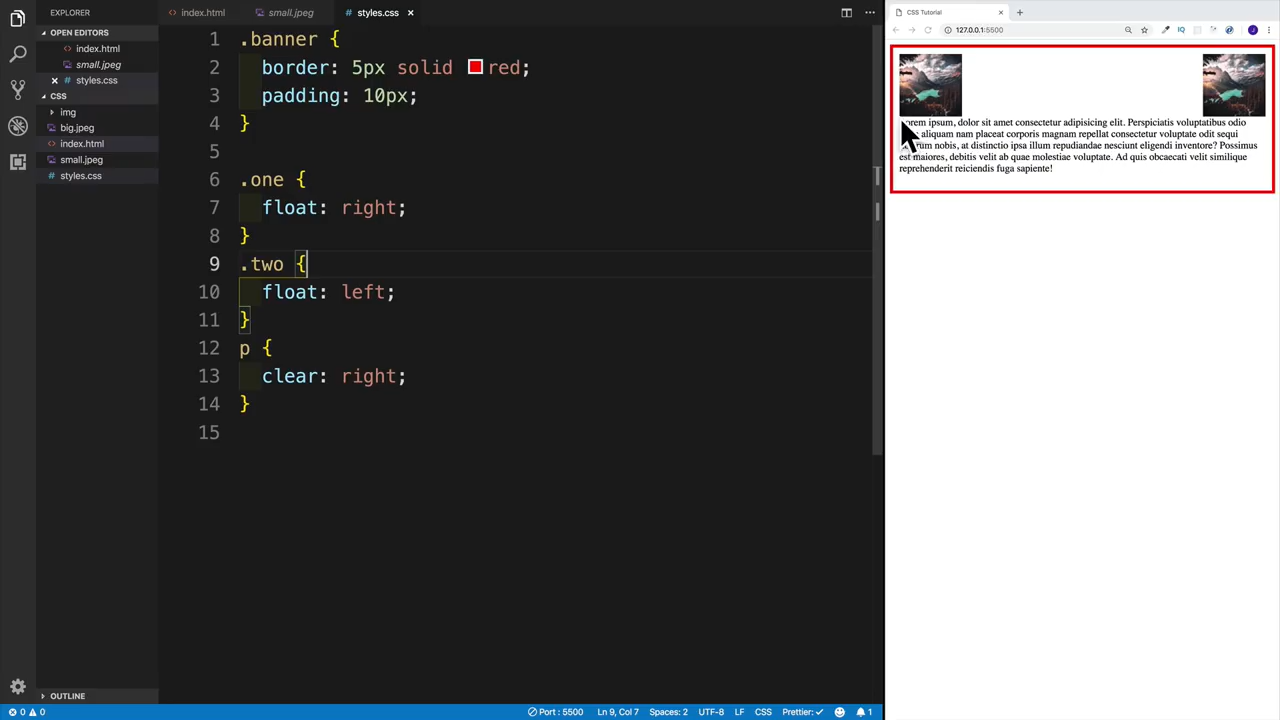 EXPLORER
OPEN EDITORS
index.html
small.jpeg
styles.css
CSS
img
big.jpeg
index.html
small.jpeg
styles.css
OUTLINE
index.html small.jpeg styles.css
1 .banner {
2 border: 5px solid red;
3 padding: 10px;
4 }
5
6 .one {
7 float: right;
8 }
9 .two {
10 float: left;
11 }
12 p {
13 clear: right;
14 }
15
0 0 Port : 5500 Ln 9, Col 7 Spaces: 2 UTF-8 LF CSS Prettier: 1
CSS Tutorial
127.0.0.1:5500
IQ J
ipsum, dolor sit amet consectetur adipisicing elit. Perspiciatis voluptatibus odio
aliquam nam placeat corporis magnam repellat consectetur voluptate odit sequi
nobis, at distinctio ipsa illum repudiandae nesciunt eligendi inventore? Possimus
est maiores, debitis velit ab quae molestiae voluptate. Ad quis obcaecati velit similique
reprehenderit reiciendis fuga sapiente!